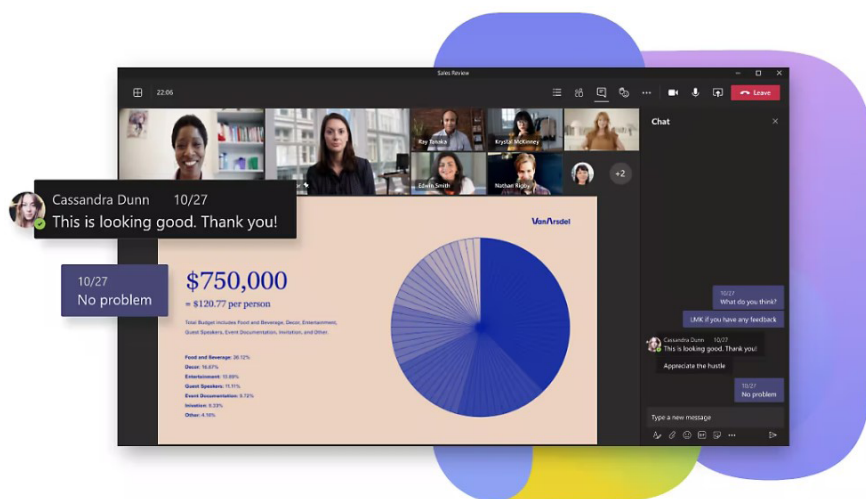 Sales Review
22:06
Leave
Ray Tanaka
Krystal McKinney
Edwin Smith
Nathan Rigby
+2
Chat
Cassandra Dunn 10/27
This is looking good. Thank you!
10/27
No problem
VanArsdel
$750,000
= $120.77 per person
Total Budget includes Food and Beverage, Decor, Entertainment,
Guest Speakers, Event Documentation, Invitation, and Other.
Food and Beverage: 36.12%
Decor: 16.67%
Entertainment: 13.89%
Guest Speakers: 11.11%
Event Documentation: 9.72%
Other: 4.16%
10/27
What do you think?
LMK if you have any feedback
Cassandra Dunn 10/27
This is looking good. Thank you!
Appreciate the hustle
10/27
No problem
Type a new message